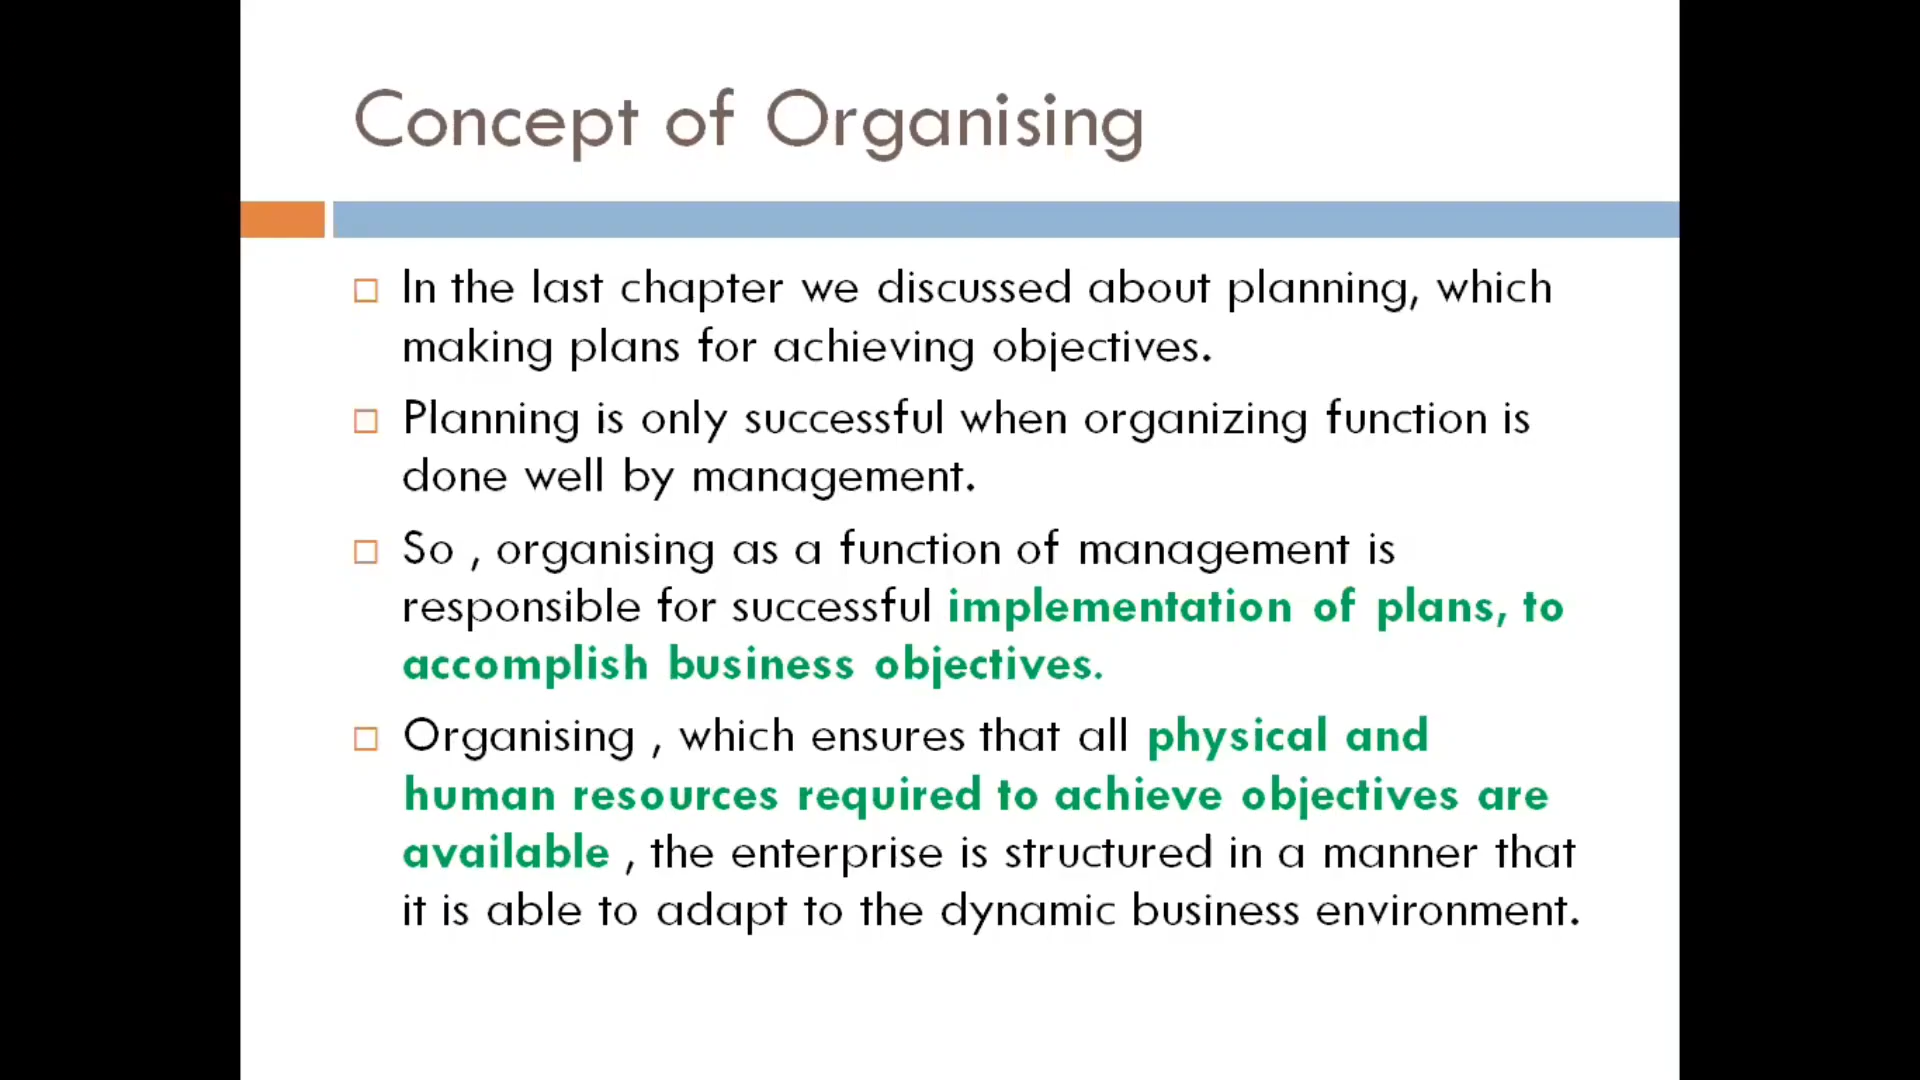 Concept of Organising
In the last chapter we discussed about planning, which
making plans for achieving objectives.
Planning is only successful when organizing function is
done well by management.
So , organising as a function of management is
responsible for successful implementation of plans, to
accomplish business objectives.
Organising , which ensures that all physical and
human resources required to achieve objectives are
available , the enterprise is structured in a manner that
it is able to adapt to the dynamic business environment.